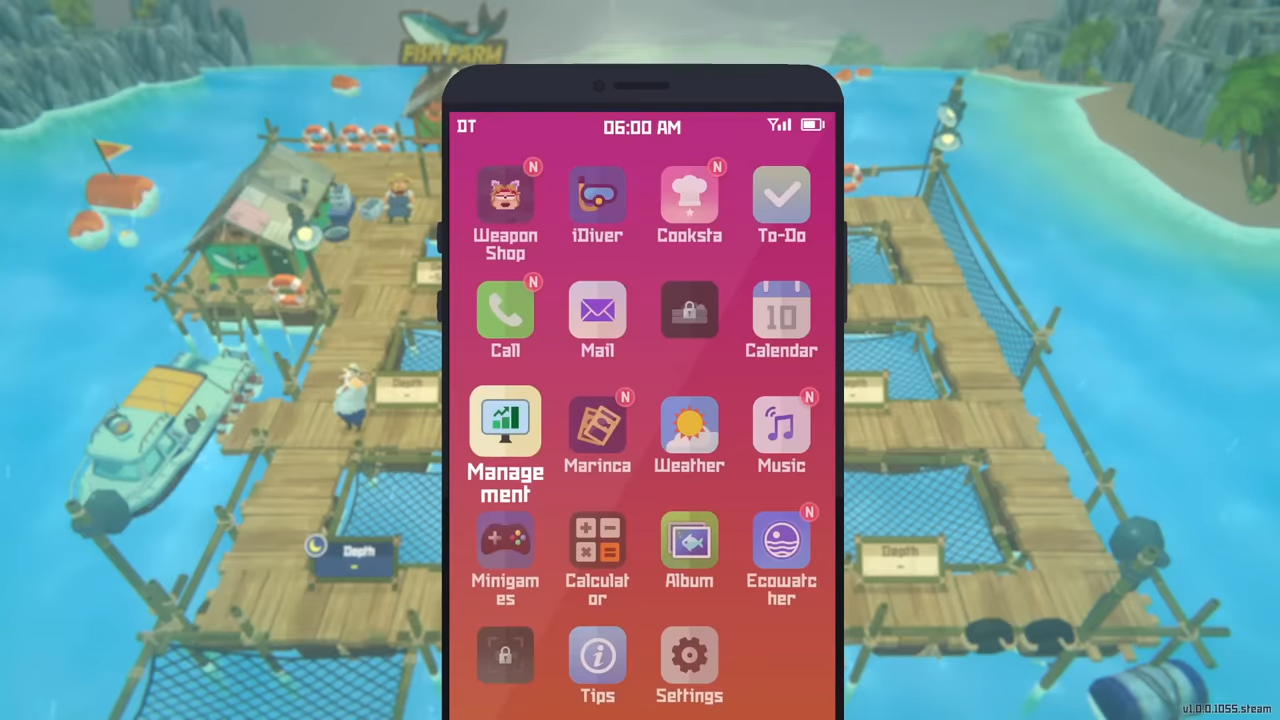 FISH FARM
DT
06:00 AM
N
N
Weapon
Shop
iDiver
Cooksta
To-Do
N
10
Call
Mail
Calendar
N
N
Manage
ment
Marinca
Weather
Music
N
Minigam
es
Calculat
or
Album
Ecowatc
her
Tips
Settings
Depth
Depth
Depth
v1.0.0.1055.steam